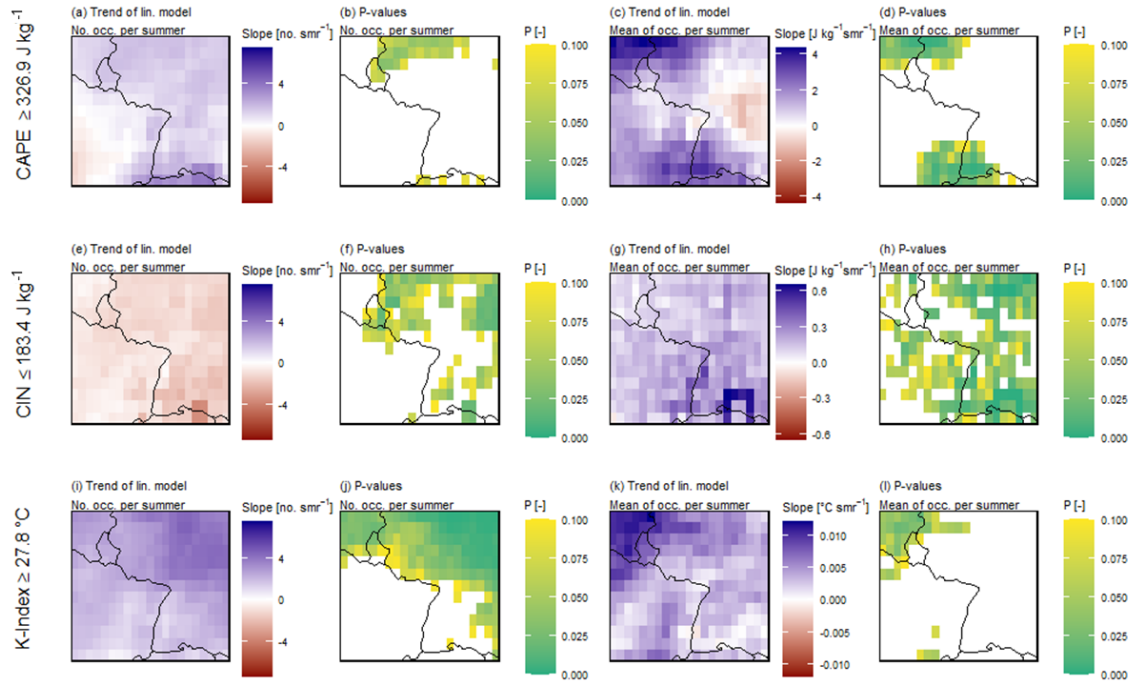 CAPE ≥ 326.9 J kg⁻¹
(a) Trend of lin. model
No. occ. per summer
Slope [no. smr⁻¹]
4
2
0
-2
-4
(b) P-values
No. occ. per summer
P [-]
0.100
0.075
0.050
0.025
0.000
(c) Trend of lin. model
Mean of occ. per summer
Slope [J kg⁻¹smr⁻¹]
4
2
0
-2
-4
(d) P-values
Mean of occ. per summer
P [-]
0.100
0.075
0.050
0.025
0.000
CIN ≤ 183.4 J kg⁻¹
(e) Trend of lin. model
No. occ. per summer
Slope [no. smr⁻¹]
4
0
-4
(f) P-values
No. occ. per summer
P [-]
0.100
0.075
0.050
0.025
0.000
(g) Trend of lin. model
Mean of occ. per summer
Slope [J kg⁻¹smr⁻¹]
0.6
0.3
0.0
-0.3
-0.6
(h) P-values
Mean of occ. per summer
P [-]
0.100
0.075
0.050
0.025
0.000
K-Index ≥ 27.8 °C
(i) Trend of lin. model
No. occ. per summer
Slope [no. smr⁻¹]
4
0
-4
(j) P-values
No. occ. per summer
P [-]
0.100
0.075
0.050
0.025
0.000
(k) Trend of lin. model
Mean of occ. per summer
Slope [°C smr⁻¹]
0.010
0.005
0.000
-0.005
-0.010
(l) P-values
Mean of occ. per summer
P [-]
0.100
0.075
0.050
0.025
0.000